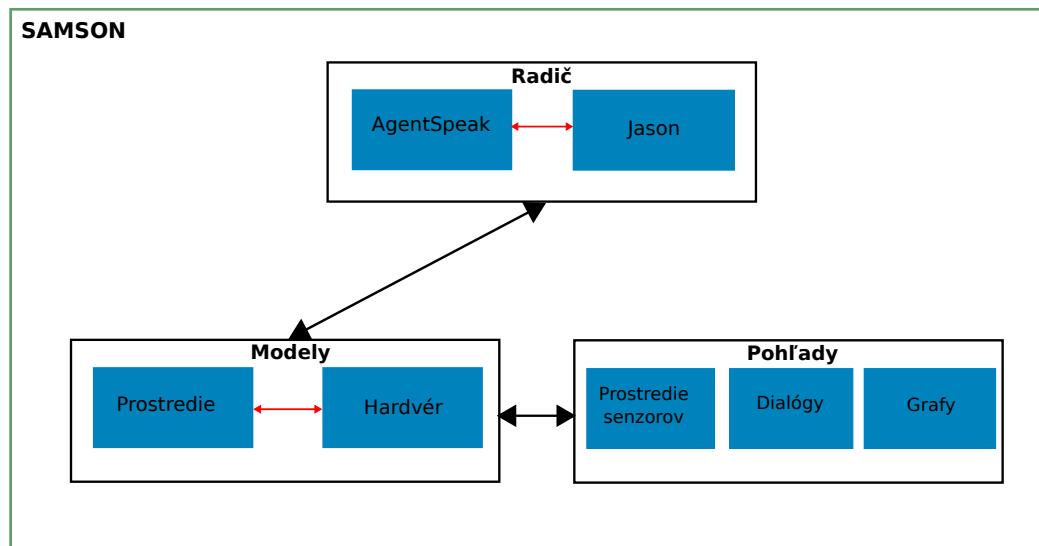 SAMSON
Radič
AgentSpeak
Jason
Modely
Prostredie
Hardvér
Pohľady
Prostredie
senzorov
Dialógy
Grafy